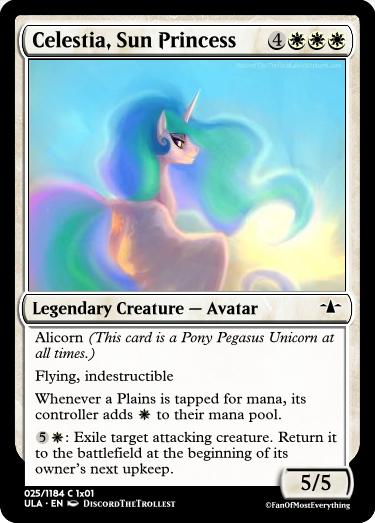 Celestia, Sun Princess 4
Legendary Creature — Avatar
Alicorn (This card is a Pony Pegasus Unicorn at
all times.)
Flying, indestructible
Whenever a Plains is tapped for mana, its
controller adds to their mana pool.
5 : Exile target attacking creature. Return it
to the battlefield at the beginning of its
owner's next upkeep.
5/5
025/1184 C 1x01
ULA • EN DiscordTheTrollest
©FanOfMostEverything